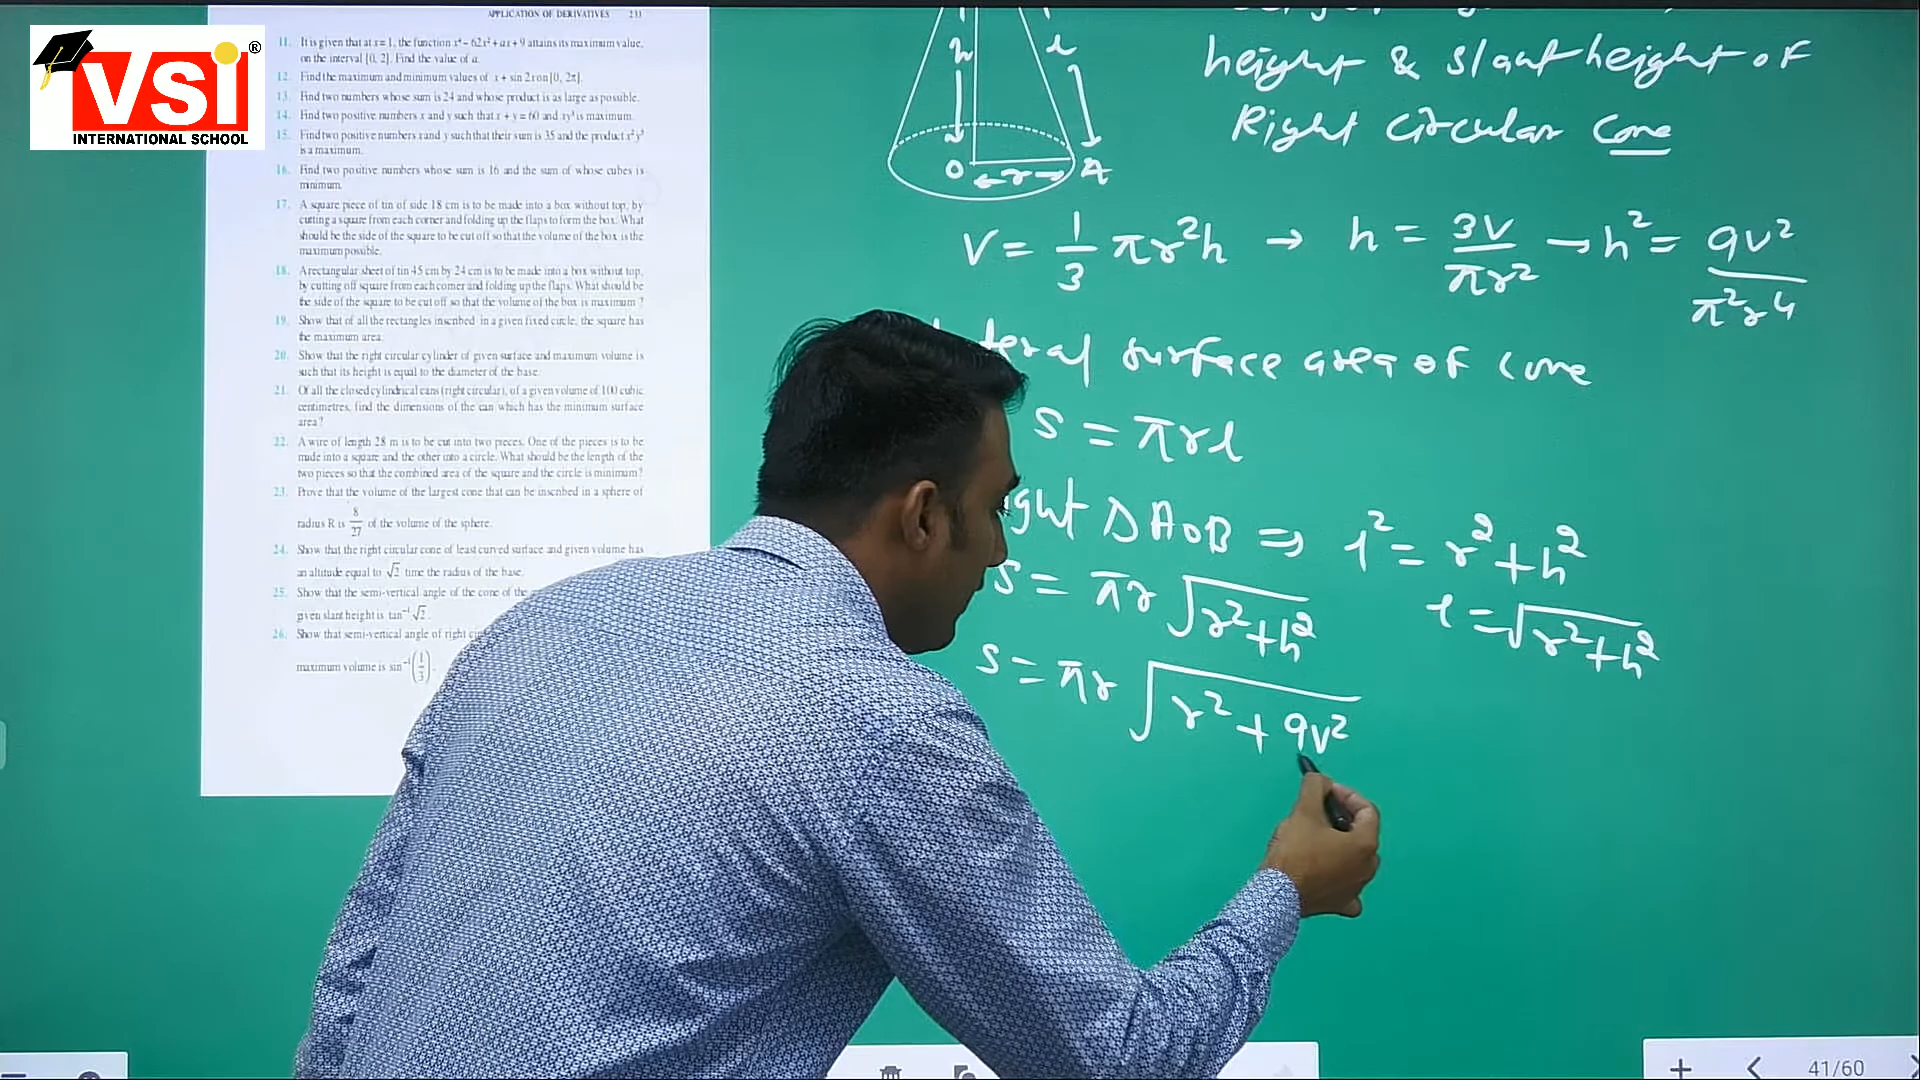 APPLICATION OF DERIVATIVES 233
VSI ®
INTERNATIONAL SCHOOL
11. It is given that at x = 1, the function x⁴ – 62x² + ax + 9 attains its maximum value,
on the interval [0, 2]. Find the value of a.
12. Find the maximum and minimum values of x + sin 2x on [0, 2π].
13. Find two numbers whose sum is 24 and whose product is as large as possible.
14. Find two positive numbers x and y such that x + y = 60 and xy³ is maximum.
15. Find two positive numbers x and y such that their sum is 35 and the product x² y⁵
is a maximum.
16. Find two positive numbers whose sum is 16 and the sum of whose cubes is
minimum.
17. A square piece of tin of side 18 cm is to be made into a box without top, by
cutting a square from each corner and folding up the flaps to form the box. What
should be the side of the square to be cut off so that the volume of the box is the
maximum possible.
18. A rectangular sheet of tin 45 cm by 24 cm is to be made into a box without top,
by cutting off square from each corner and folding up the flaps. What should be
the side of the square to be cut off so that the volume of the box is maximum ?
19. Show that of all the rectangles inscribed in a given fixed circle, the square has
the maximum area.
20. Show that the right circular cylinder of given surface and maximum volume is
such that its height is equal to the diameter of the base.
21. Of all the closed cylindrical cans (right circular), of a given volume of 100 cubic
centimetres, find the dimensions of the can which has the minimum surface
area?
22. A wire of length 28 m is to be cut into two pieces. One of the pieces is to be
made into a square and the other into a circle. What should be the length of the
two pieces so that the combined area of the square and the circle is minimum?
23. Prove that the volume of the largest cone that can be inscribed in a sphere of
radius R is 8/27 of the volume of the sphere.
24. Show that the right circular cone of least curved surface and given volume has
an altitude equal to √2 time the radius of the base.
25. Show that the semi-vertical angle of the cone of the
given slant height is tan⁻¹ √2.
26. Show that semi-vertical angle of right
maximum volume is sin⁻¹(1/3).
h l
O r A
height & slant height of
Right Circular Cone
V = 1/3 πr²h → h = 3V/πr² → h² = 9V²/π²r⁴
surface area of cone
S = πrl
ΔAOB ⇒ l² = r² + h²
S = πr √(r² + h²) l = √(r² + h²)
S = πr √(r² + 9V²
41/60